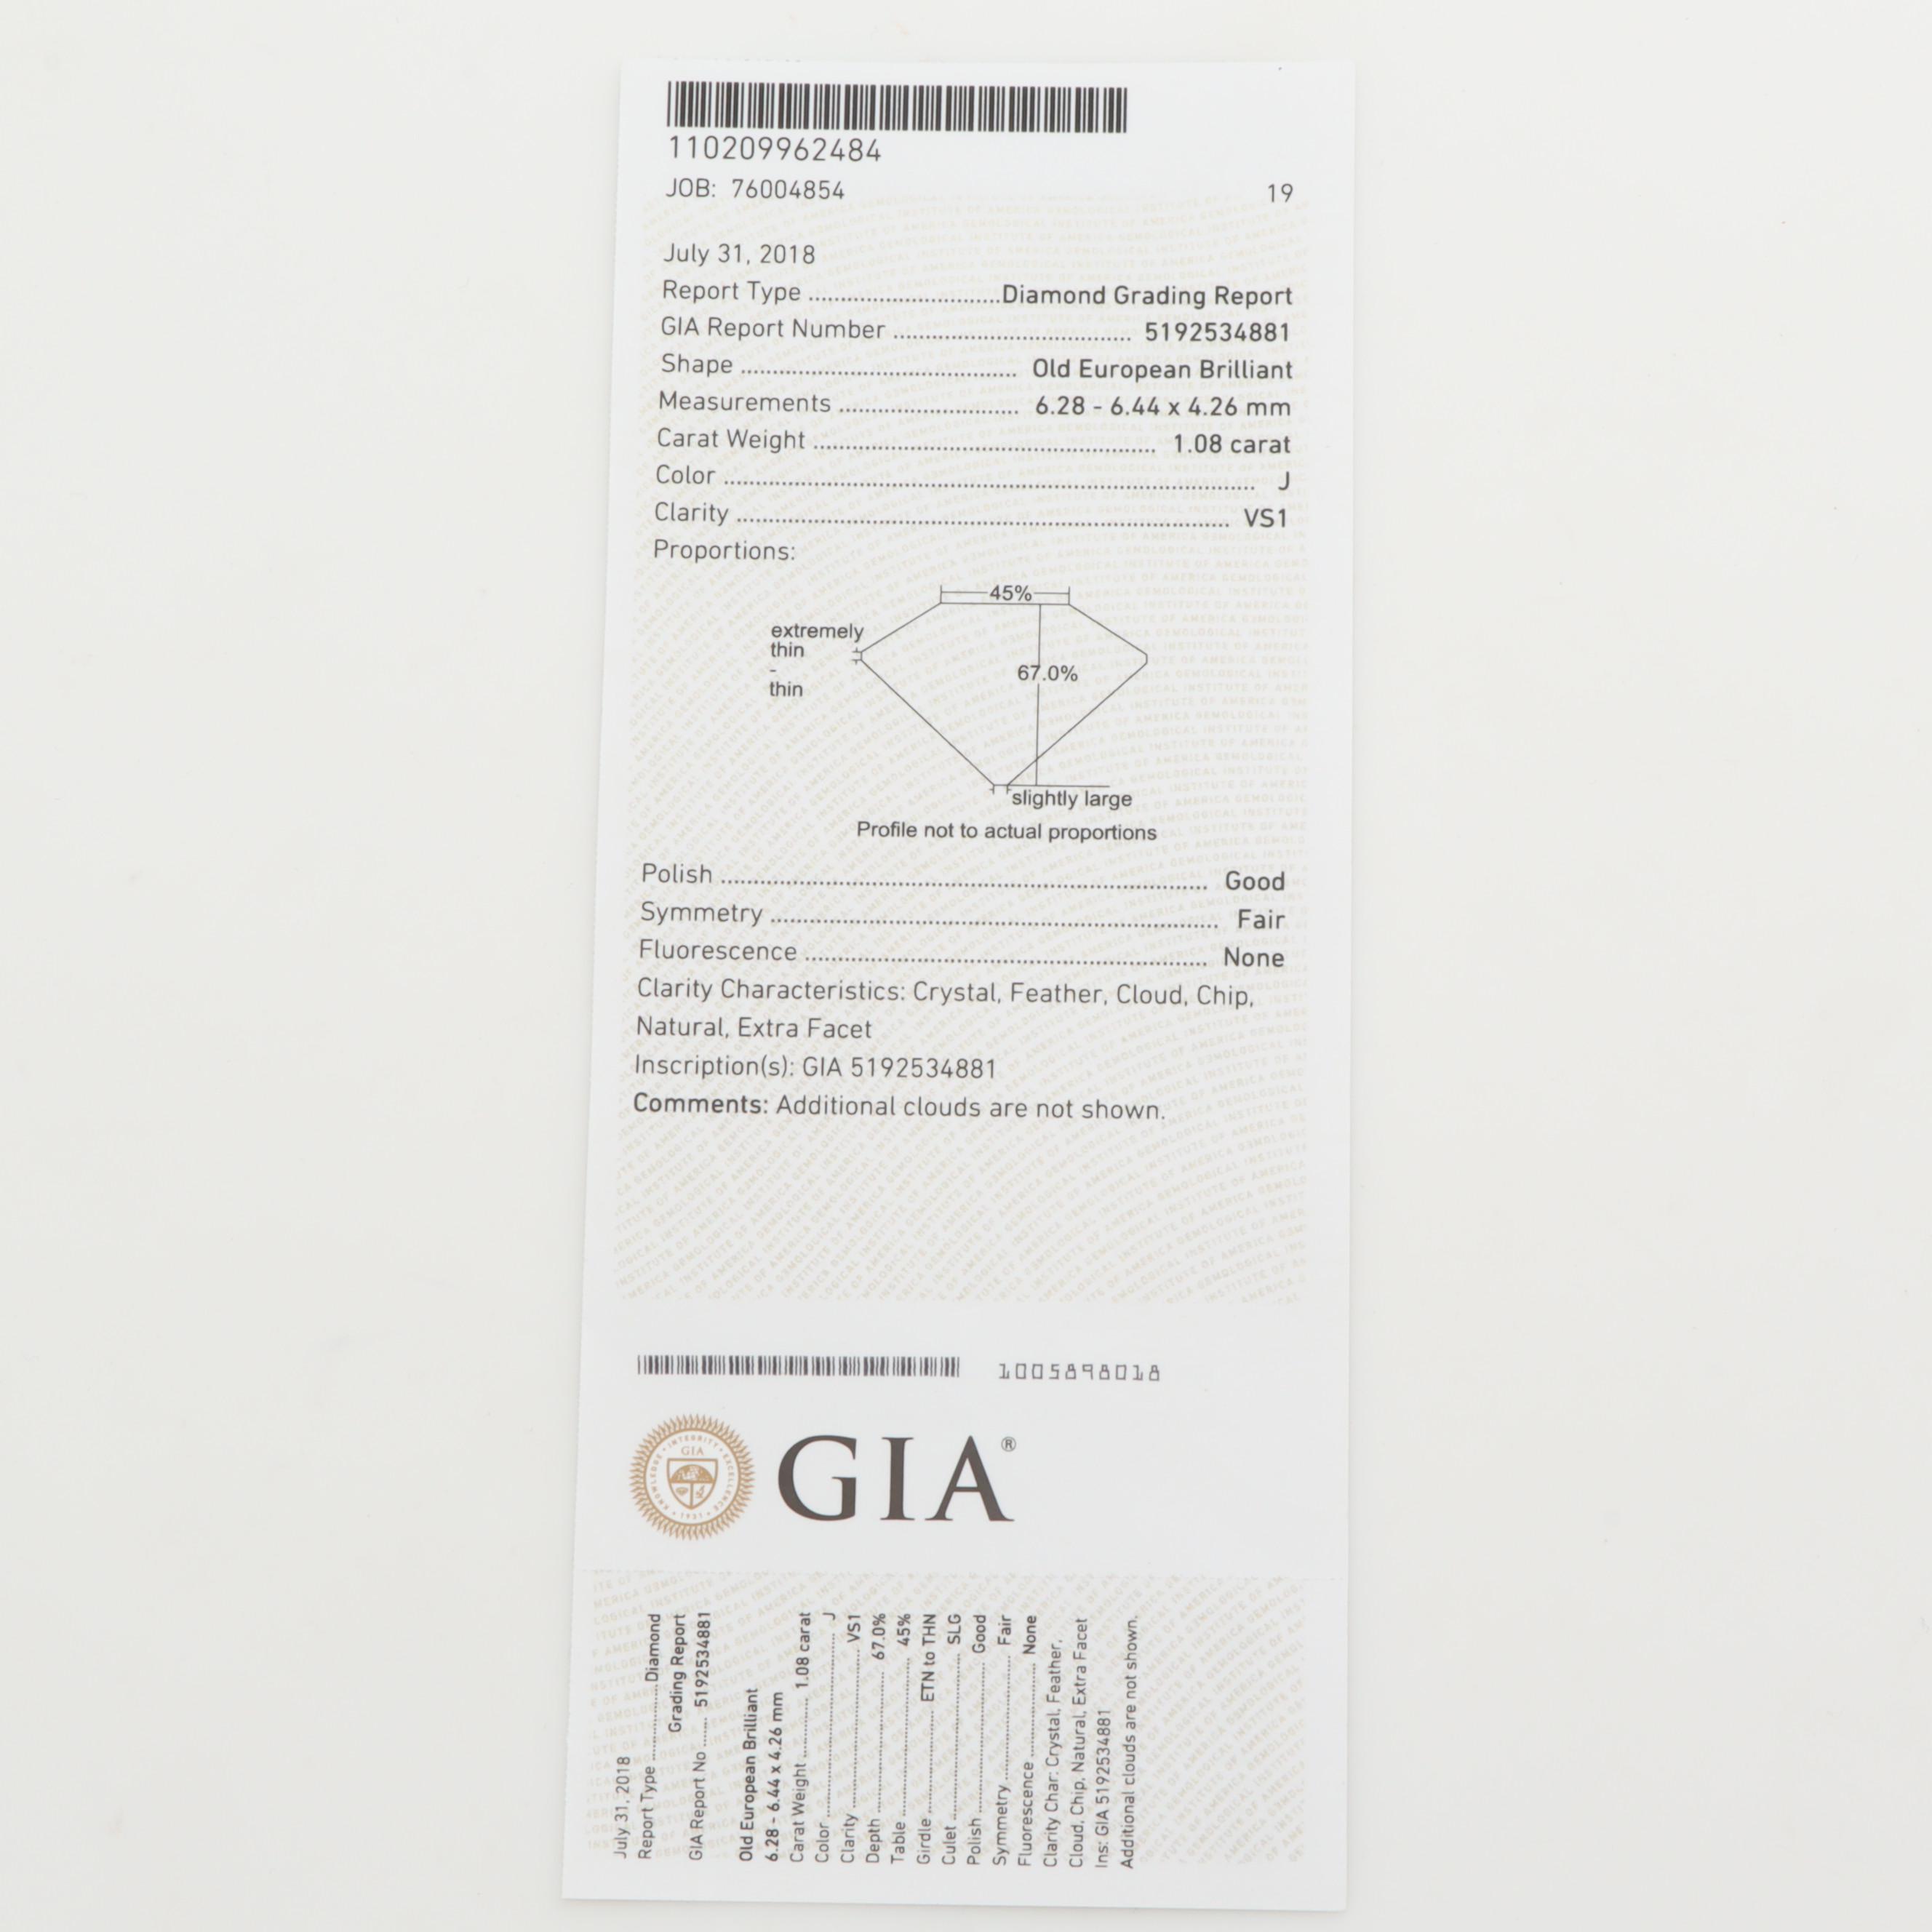 110209962484
JOB: 76004854 19
July 31, 2018
Report Type ............................. Diamond Grading Report
GIA Report Number .................................... 5192534881
Shape .......................................... Old European Brilliant
Measurements ........................... 6.28 - 6.44 x 4.26 mm
Carat Weight .................................................... 1.08 carat
Color ................................................................................. J
Clarity ........................................................................... VS1
Proportions:
45%
extremely
thin
-
thin
67.0%
slightly large
Profile not to actual proportions
Polish .......................................................................... Good
Symmetry .................................................................... Fair
Fluorescence ............................................................. None
Clarity Characteristics: Crystal, Feather, Cloud, Chip,
Natural, Extra Facet
Inscription(s): GIA 5192534881
Comments: Additional clouds are not shown.
1005898018
INTEGRITY
KNOWLEDGE
EXCELLENCE
GIA
1931
GIA®
July 31, 2018
Report Type ...................... Diamond
Grading Report
GIA Report No ....... 5192534881
Old European Brilliant
6.28 - 6.44 x 4.26 mm
Carat Weight ............. 1.08 carat
Color ......................................... J
Clarity .................................... VS1
Depth ................................ 67.0%
Table .................................. 45%
Girdle ...................... ETN to THN
Culet .................................... SLG
Polish ................................. Good
Symmetry ........................... Fair
Fluorescence .................... None
Clarity Char: Crystal, Feather,
Cloud, Chip, Natural, Extra Facet
Ins: GIA 5192534881
Additional clouds are not shown.